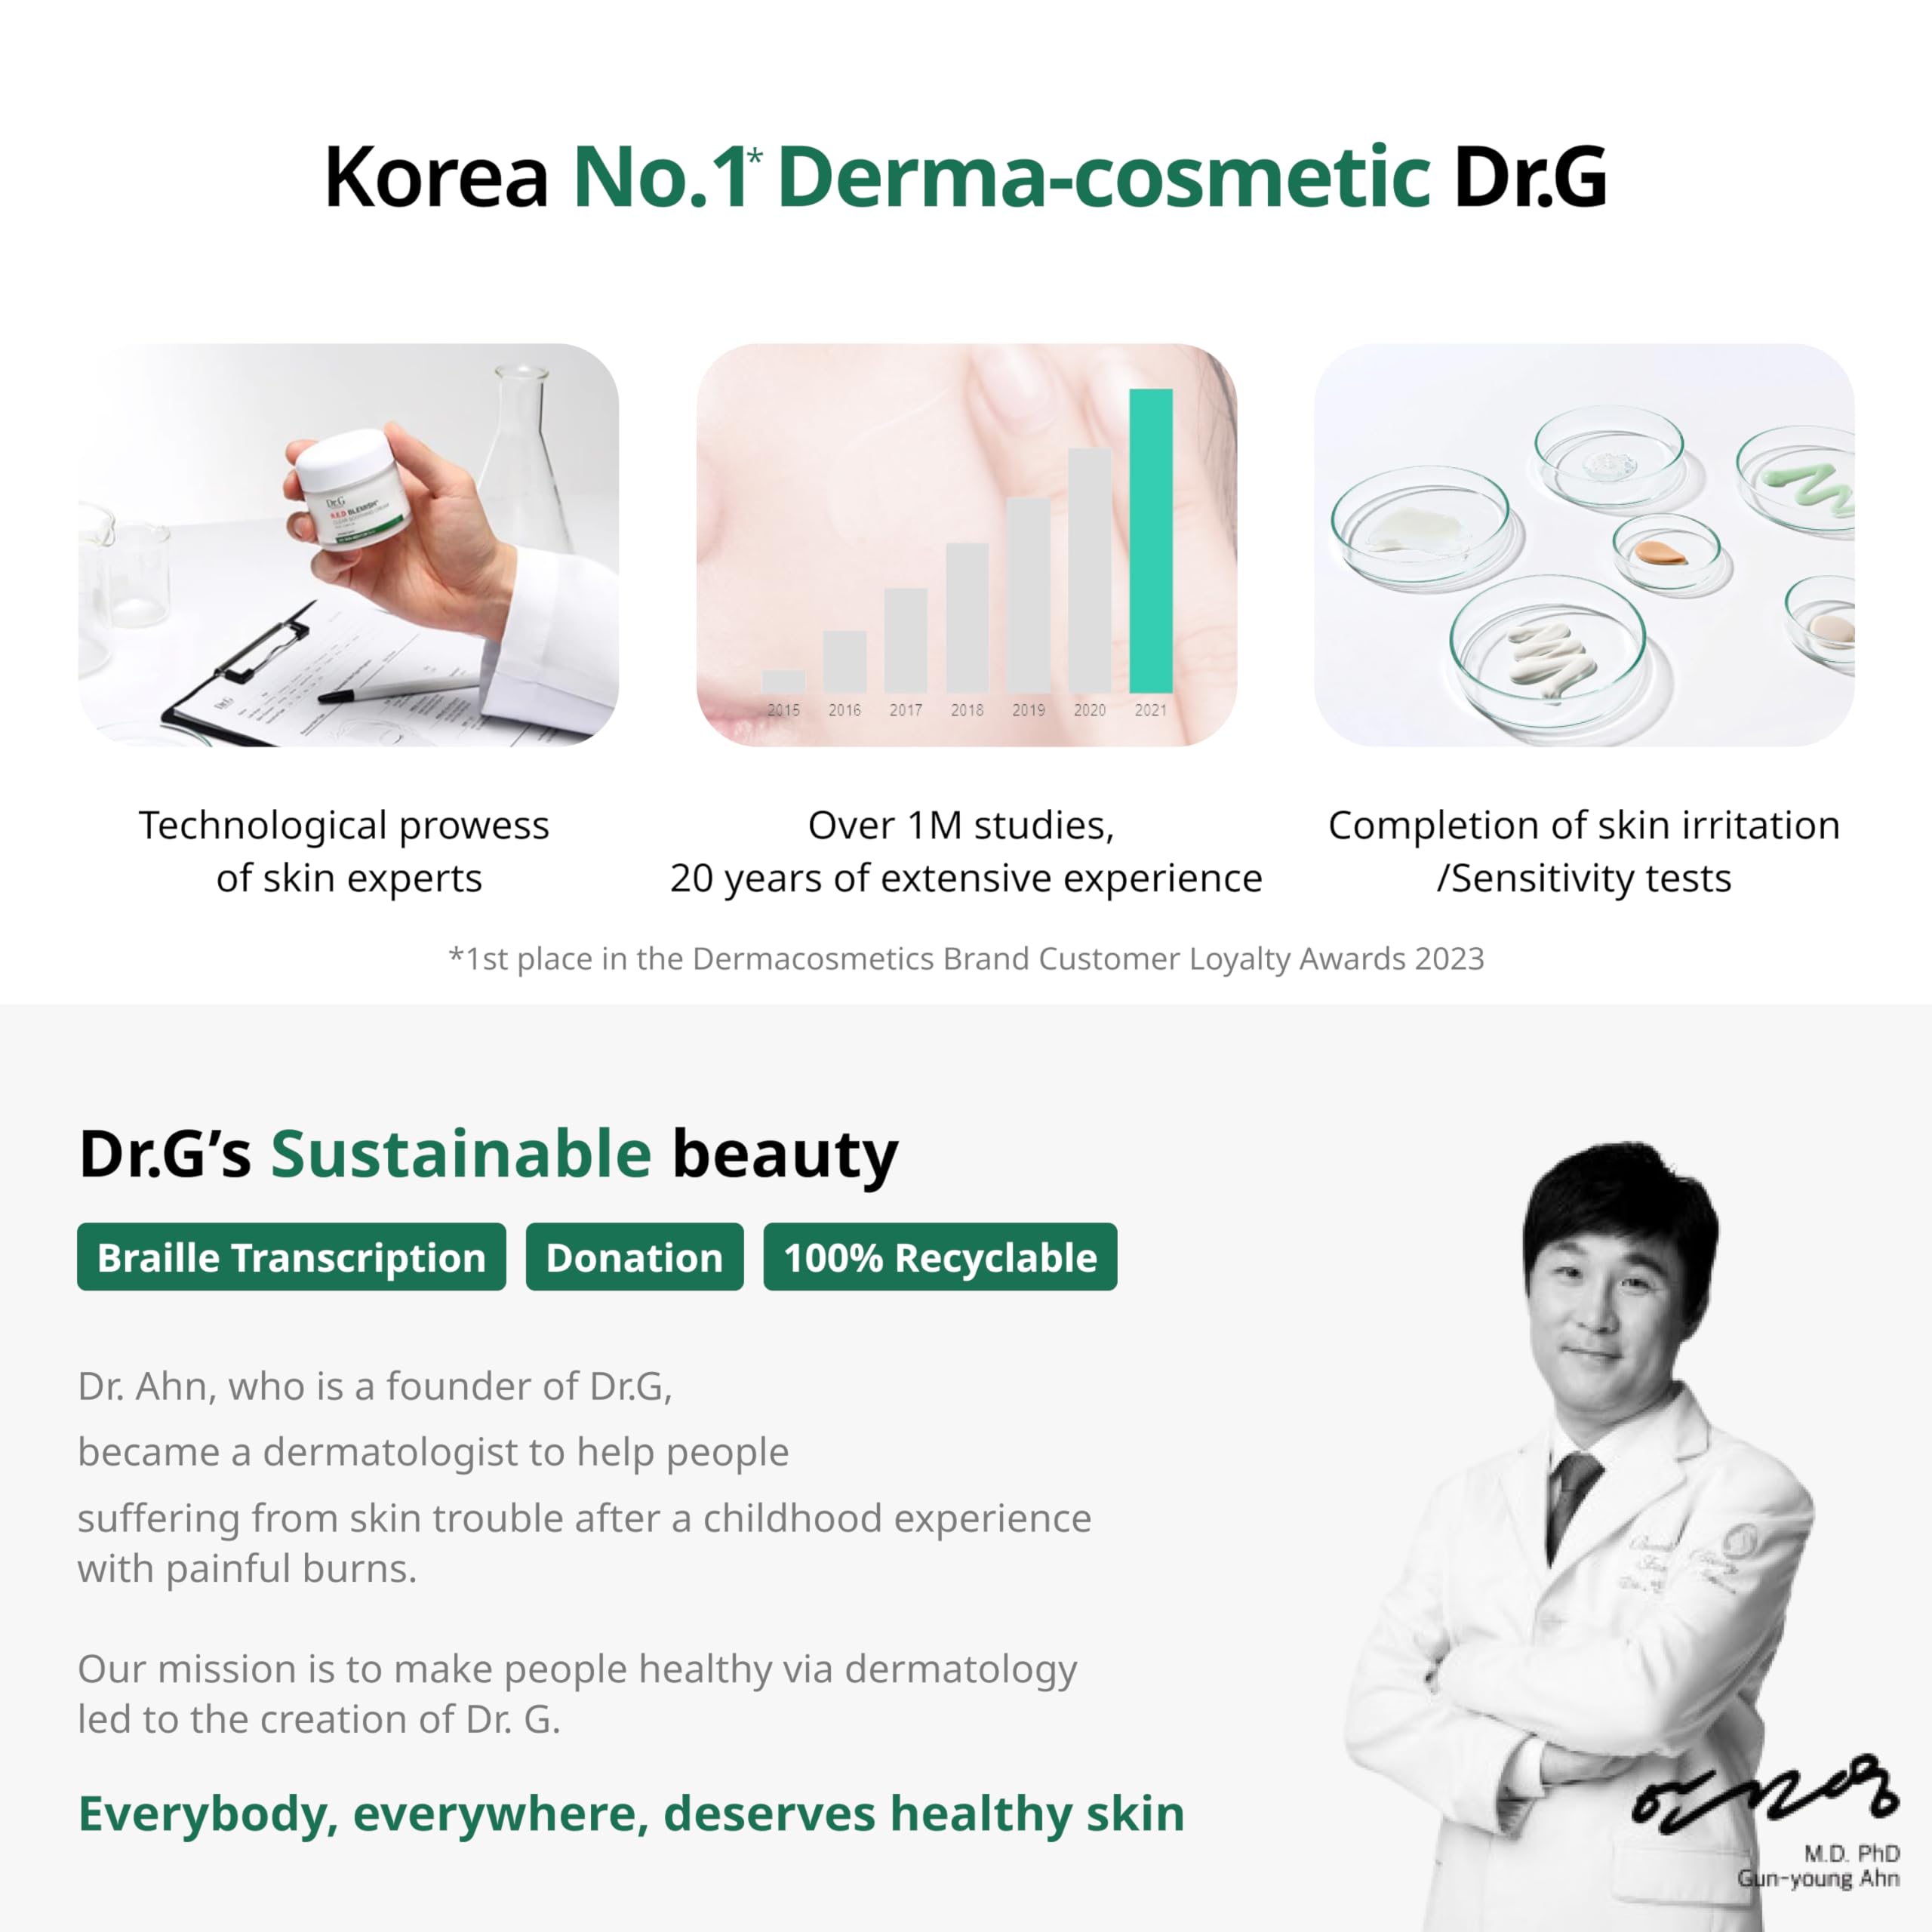 Korea No.1* Derma-cosmetic Dr.G
Dr.G
R.E.D BLEMISH
CLEAR SOOTHING CREAM
2015 2016 2017 2018 2019 2020 2021
Technological prowess
of skin experts
Over 1M studies,
20 years of extensive experience
Completion of skin irritation
/Sensitivity tests
*1st place in the Dermacosmetics Brand Customer Loyalty Awards 2023
Dr.G’s Sustainable beauty
Braille Transcription Donation 100% Recyclable
Dr. Ahn, who is a founder of Dr.G,
became a dermatologist to help people
suffering from skin trouble after a childhood experience
with painful burns.
Our mission is to make people healthy via dermatology
led to the creation of Dr. G.
Everybody, everywhere, deserves healthy skin
M.D. PhD
Gun-young Ahn